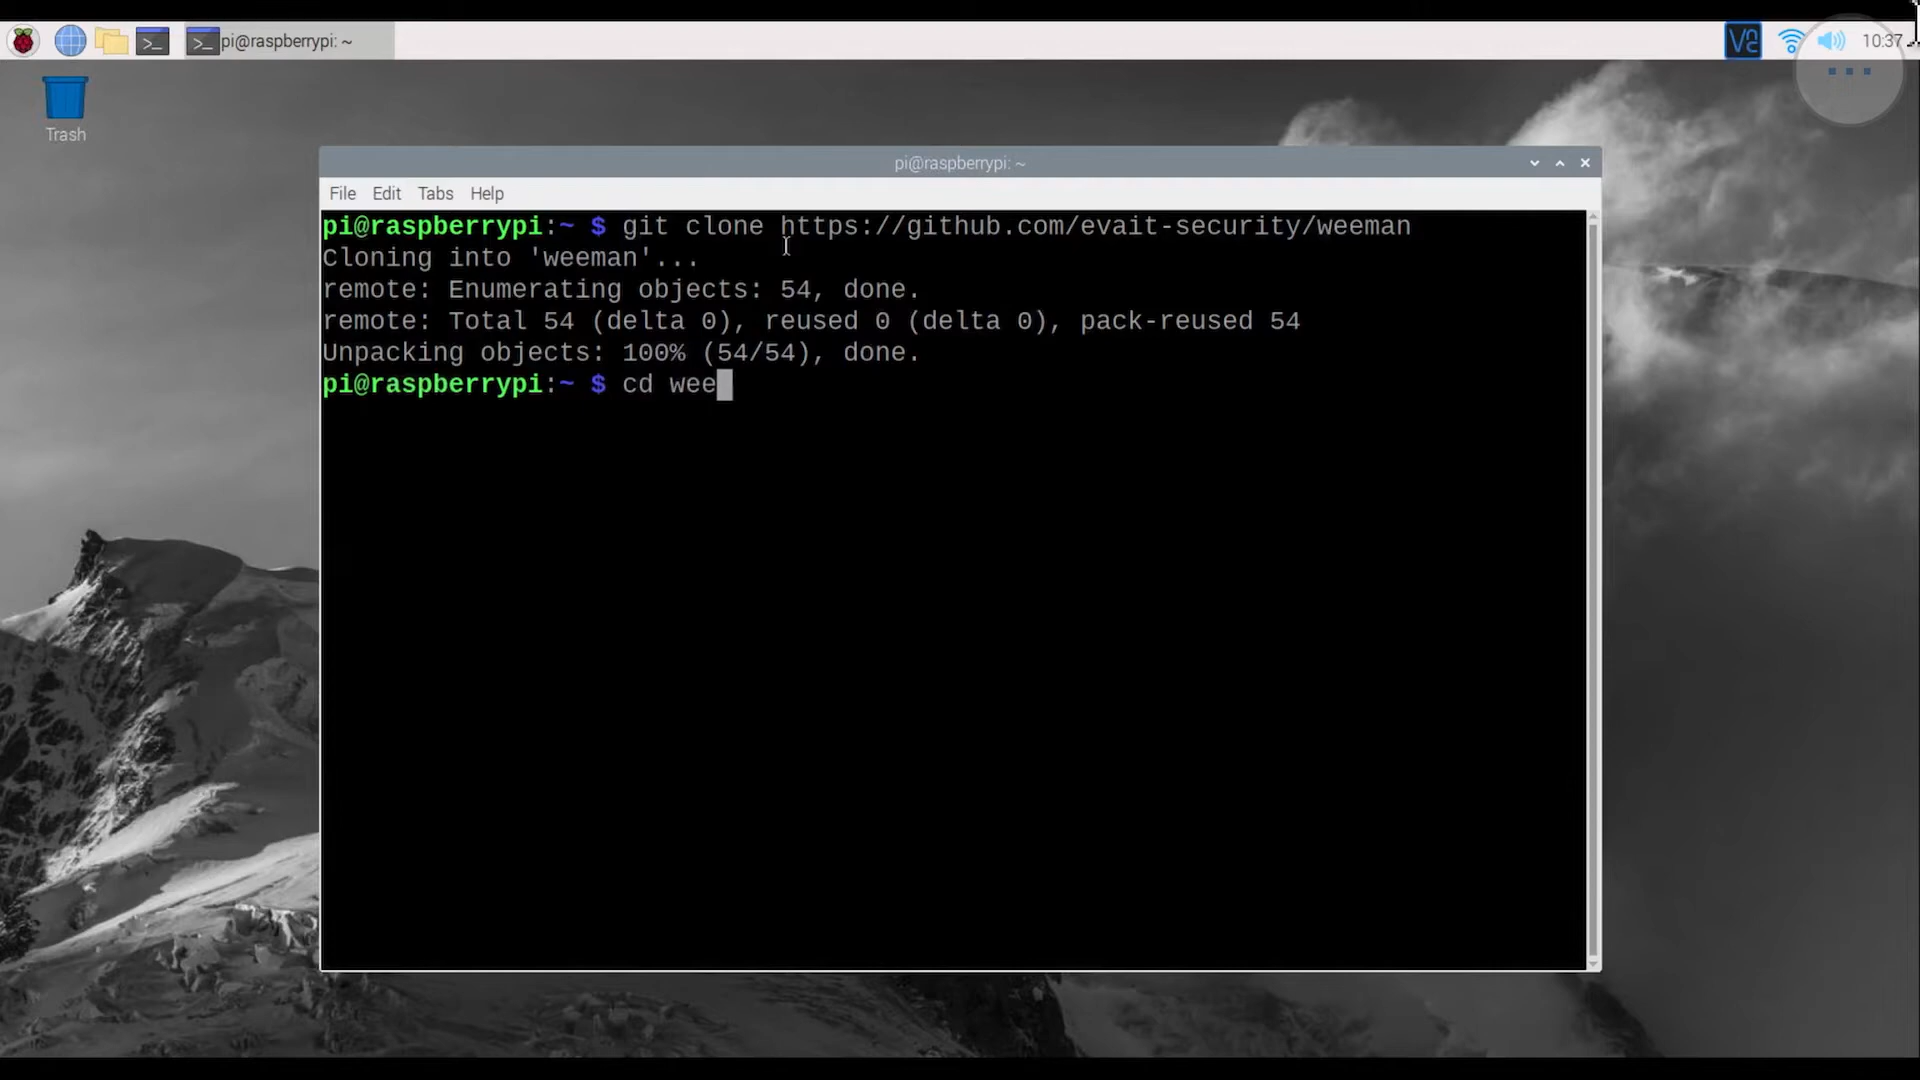 pi@raspberrypi: ~
10:37
Trash
pi@raspberrypi: ~
File Edit Tabs Help
pi@raspberrypi:~ $ git clone https://github.com/evait-security/weeman
Cloning into 'weeman'...
remote: Enumerating objects: 54, done.
remote: Total 54 (delta 0), reused 0 (delta 0), pack-reused 54
Unpacking objects: 100% (54/54), done.
pi@raspberrypi:~ $ cd wee